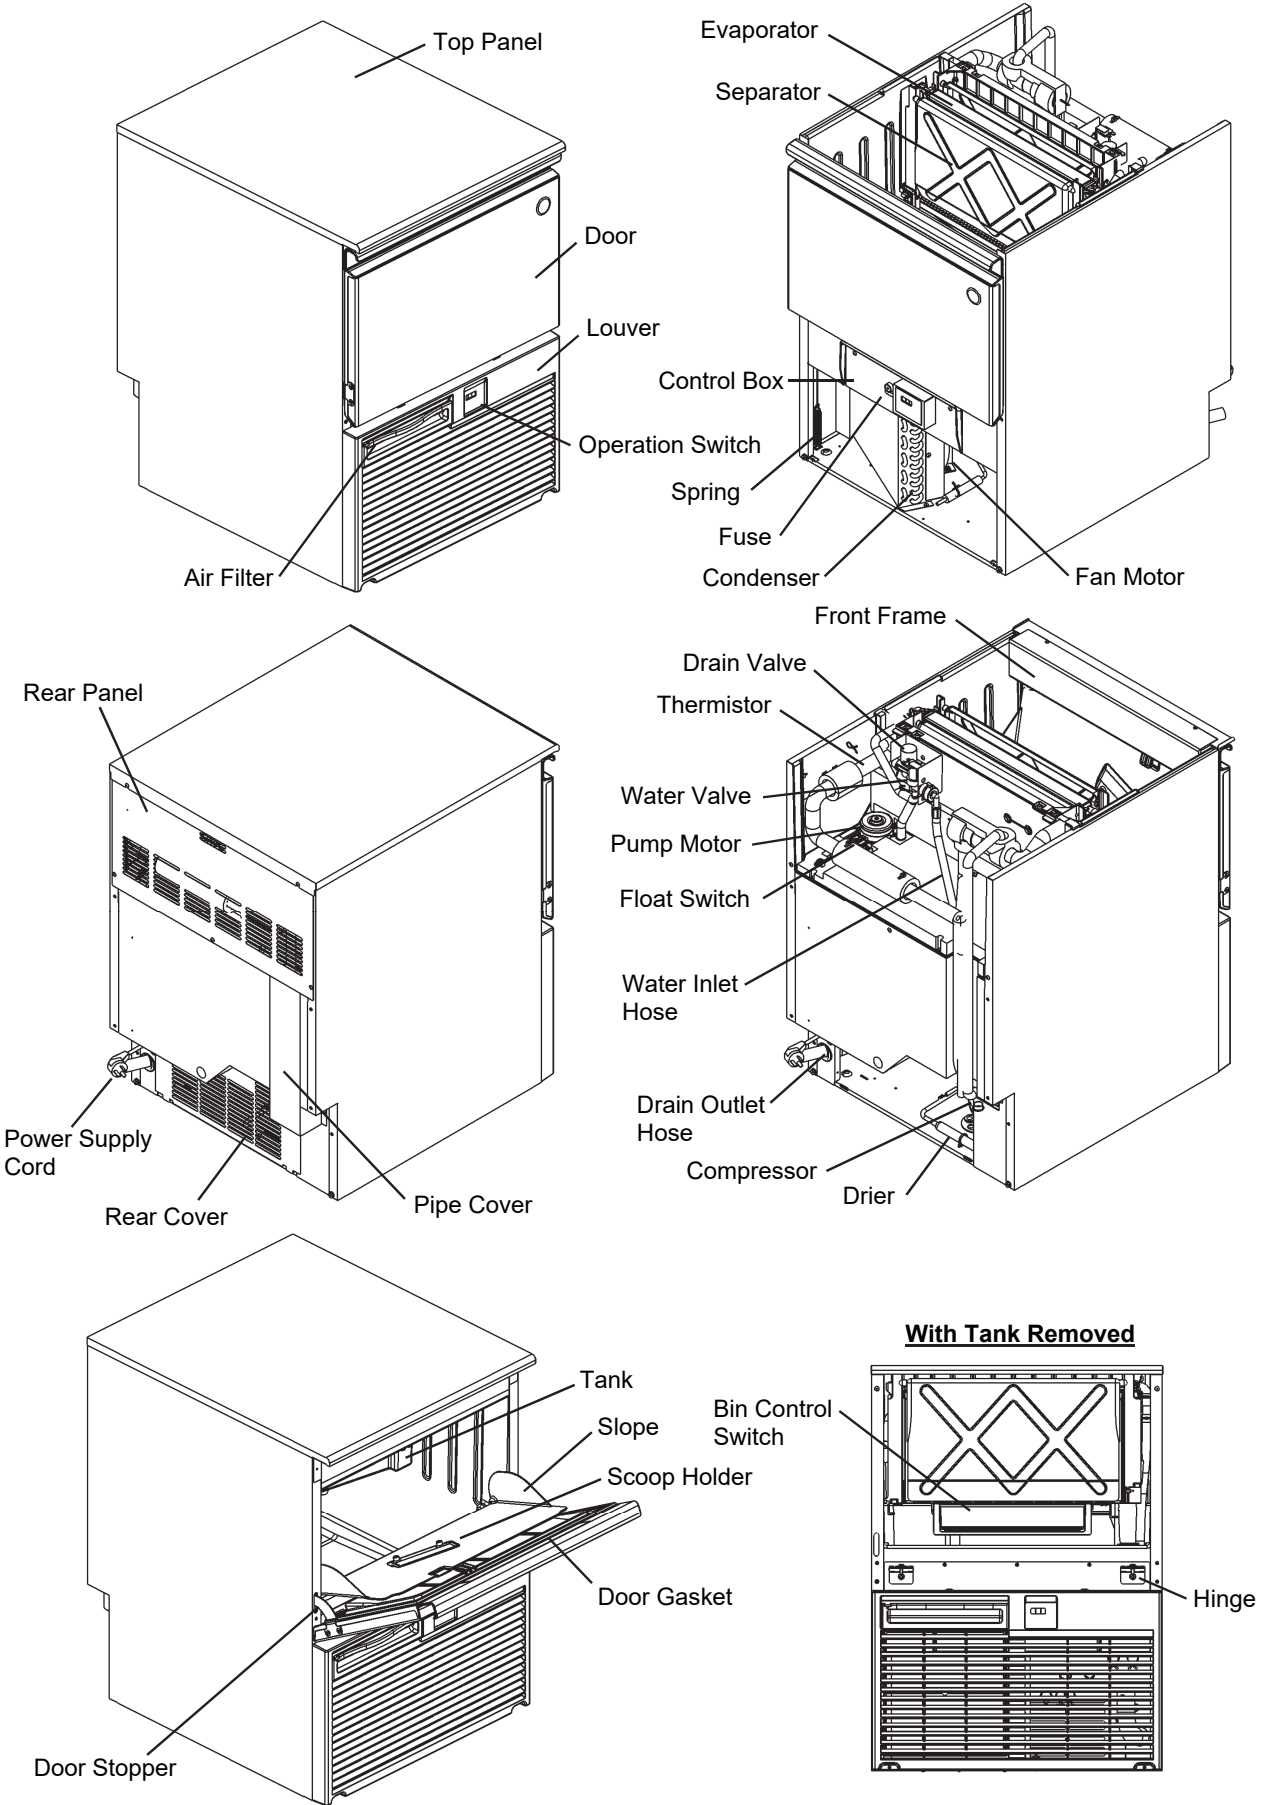 Top Panel
Door
Louver
Operation Switch
Air Filter
Evaporator
Separator
Control Box
Spring
Fuse
Condenser
Fan Motor
Rear Panel
Power Supply
Cord
Rear Cover
Pipe Cover
Front Frame
Drain Valve
Thermistor
Water Valve
Pump Motor
Float Switch
Water Inlet
Hose
Drain Outlet
Hose
Compressor
Drier
Tank
Slope
Scoop Holder
Door Gasket
Door Stopper
With Tank Removed
Bin Control
Switch
Hinge